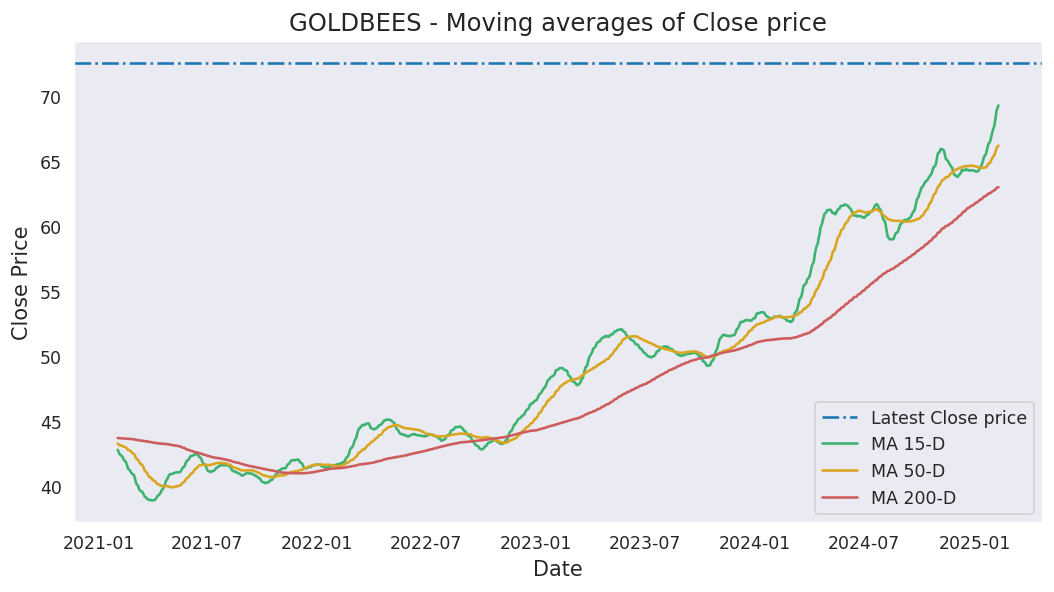 GOLDBEES - Moving averages of Close price
Close Price
70
65
60
55
50
45
40
Latest Close price
MA 15-D
MA 50-D
MA 200-D
2021-01 2021-07 2022-01 2022-07 2023-01 2023-07 2024-01 2024-07 2025-01
Date